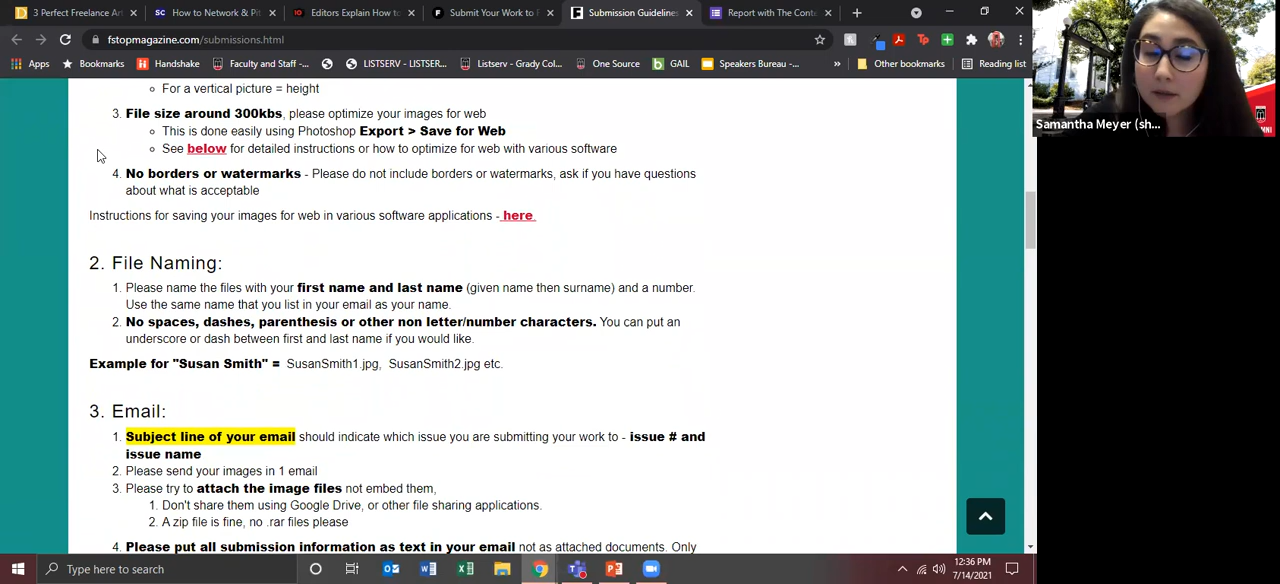 3 Perfect Freelance Art
How to Network & Pit
Editors Explain How to
Submit Your Work to F
Submission Guidelines
Report with The Conte
fstopmagazine.com/submissions.html
Apps
Bookmarks
Handshake
Faculty and Staff -...
LISTSERV - LISTSER...
Listserv - Grady Col...
One Source
GAIL
Speakers Bureau -...
»
Other bookmarks
Reading list
For a vertical picture = height
3. File size around 300kbs, please optimize your images for web
This is done easily using Photoshop Export > Save for Web
See below for detailed instructions or how to optimize for web with various software
4. No borders or watermarks - Please do not include borders or watermarks, ask if you have questions
about what is acceptable
Instructions for saving your images for web in various software applications - here
2. File Naming:
1. Please name the files with your first name and last name (given name then surname) and a number.
Use the same name that you list in your email as your name.
2. No spaces, dashes, parenthesis or other non letter/number characters. You can put an
underscore or dash between first and last name if you would like.
Example for "Susan Smith" = SusanSmith1.jpg, SusanSmith2.jpg etc.
3. Email:
1. Subject line of your email should indicate which issue you are submitting your work to - issue # and
issue name
2. Please send your images in 1 email
3. Please try to attach the image files not embed them,
1. Don't share them using Google Drive, or other file sharing applications.
2. A zip file is fine, no .rar files please
4. Please put all submission information as text in your email not as attached documents. Only
Samantha Meyer (sh...
Type here to search
12:36 PM
7/14/2021